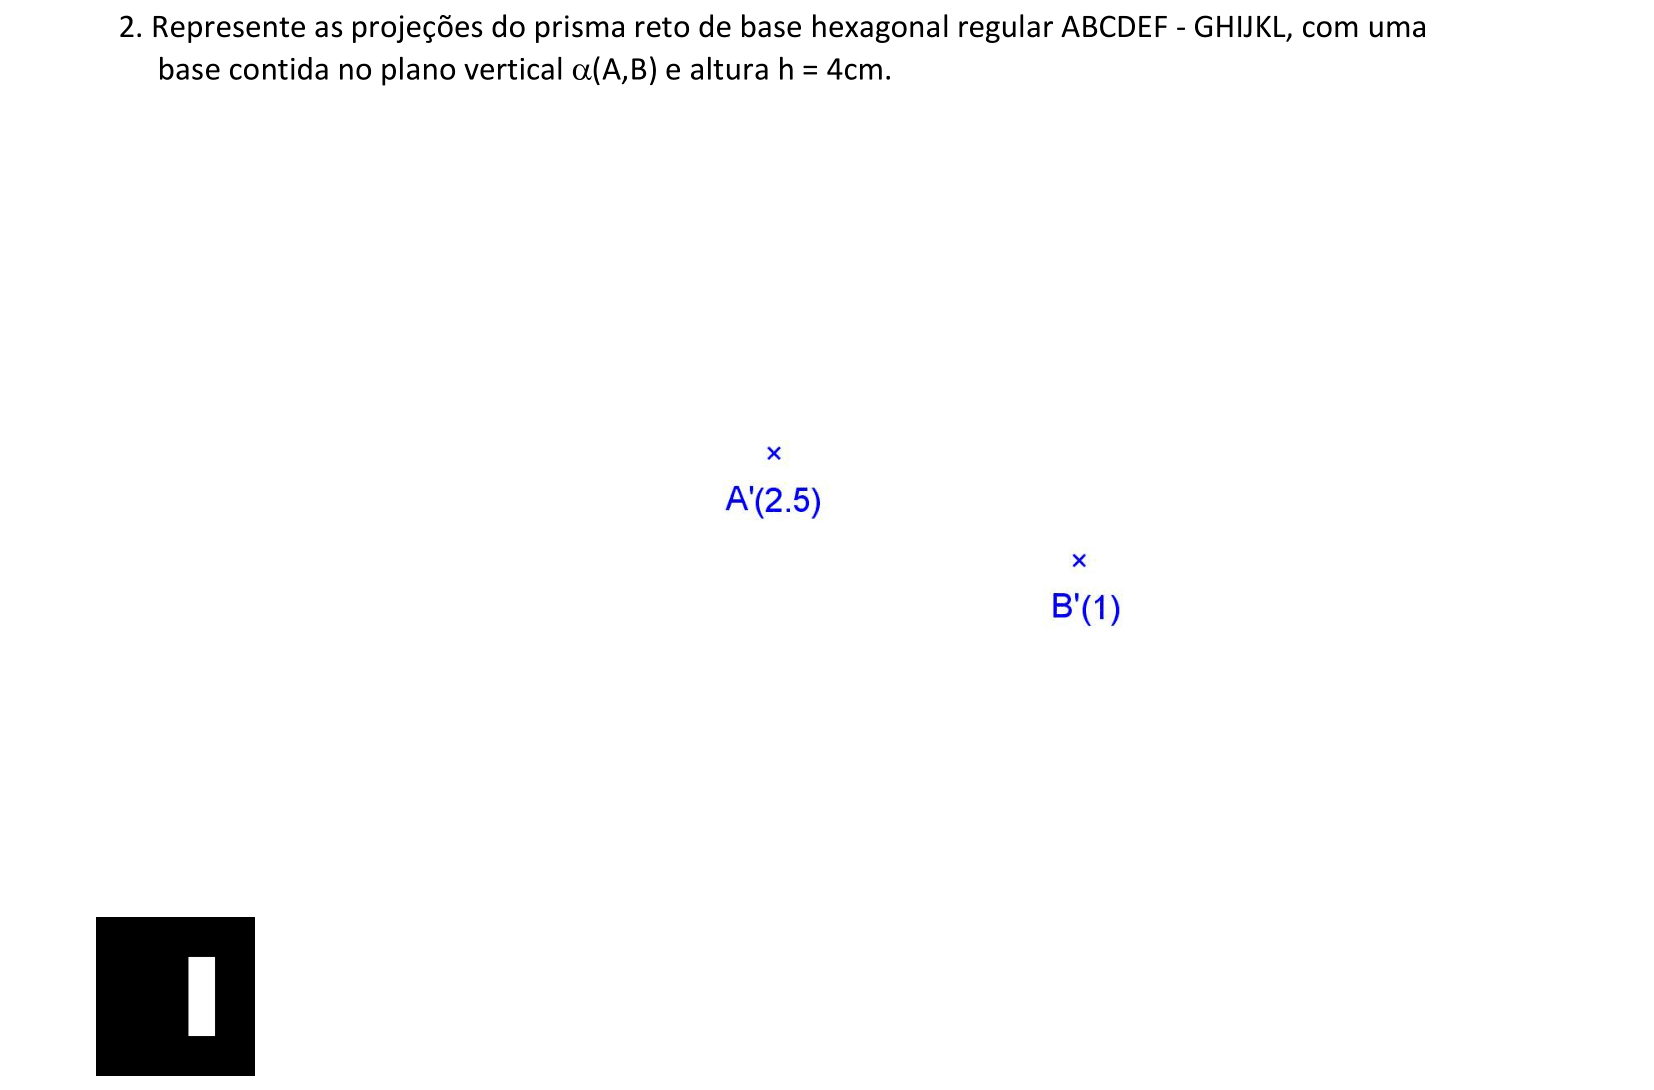 2. Represente as projeções do prisma reto de base hexagonal regular ABCDEF - GHIJKL, com uma
base contida no plano vertical α(A,B) e altura h = 4cm.
A'(2.5)
B'(1)